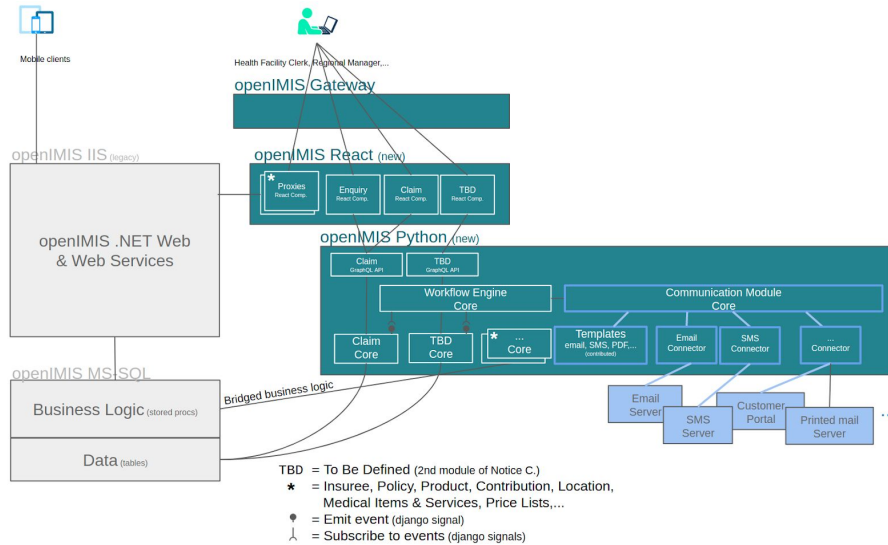 Mobile clients
Health Facility Clerk, Regional Manager,...
openIMIS Gateway
openIMIS IIS (legacy)
openIMIS React (new)
* Proxies
React Comp.
Enquiry
React Comp.
Claim
React Comp.
TBD
React Comp.
openIMIS .NET Web
& Web Services
openIMIS Python (new)
Claim
GraphQL API
TBD
GraphQL API
Workflow Engine
Core
Communication Module
Core
Claim
Core
TBD
Core
* ...
Core
Templates
email, SMS, PDF,...
(contributed)
Email
Connector
SMS
Connector
...
Connector
openIMIS MS-SQL
Business Logic (stored procs)
Bridged business logic
Data (tables)
Email
Server
SMS
Server
Customer
Portal
Printed mail
Server
...
TBD = To Be Defined (2nd module of Notice C.)
* = Insuree, Policy, Product, Contribution, Location,
Medical Items & Services, Price Lists,...
= Emit event (django signal)
= Subscribe to events (django signals)